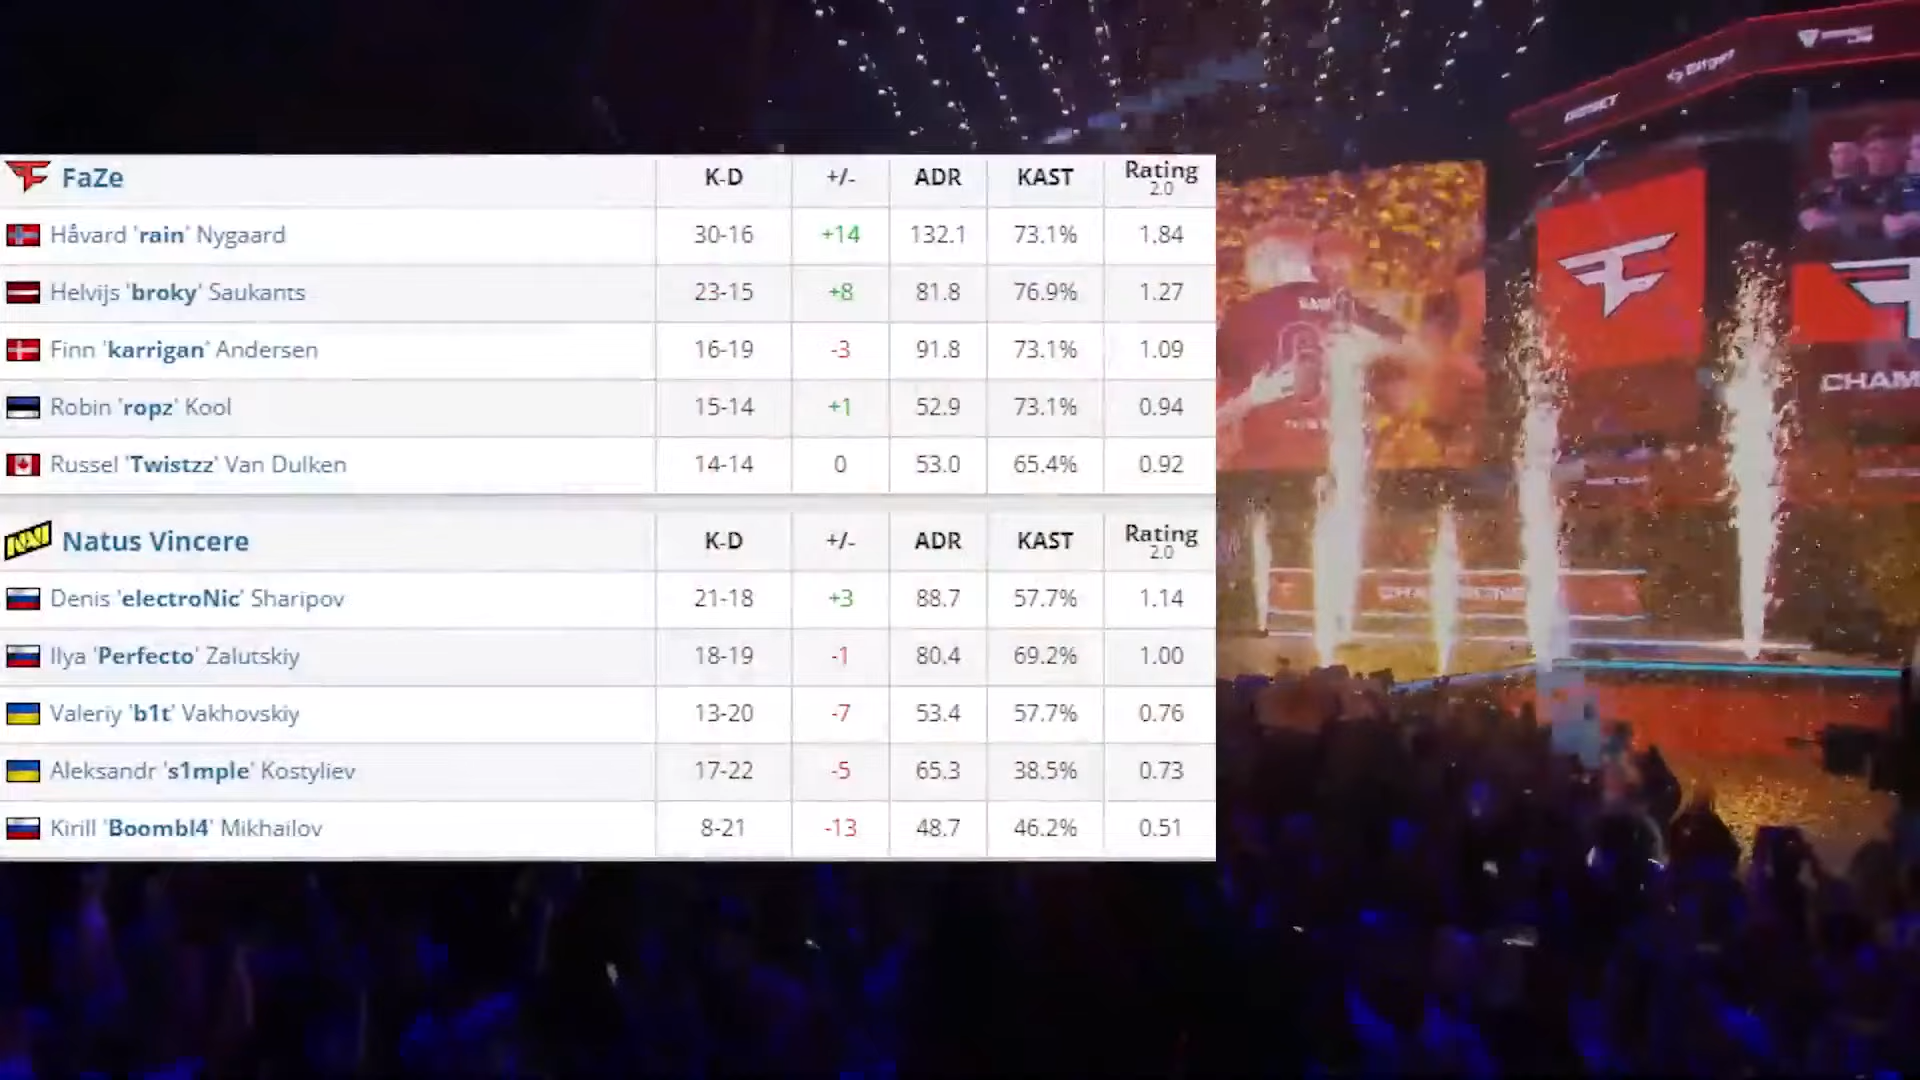 FaZe K-D +/- ADR KAST Rating 2.0
Håvard 'rain' Nygaard 30-16 +14 132.1 73.1% 1.84
Helvijs 'broky' Saukants 23-15 +8 81.8 76.9% 1.27
Finn 'karrigan' Andersen 16-19 -3 91.8 73.1% 1.09
Robin 'ropz' Kool 15-14 +1 52.9 73.1% 0.94
Russel 'Twistzz' Van Dulken 14-14 0 53.0 65.4% 0.92
NAVI Natus Vincere K-D +/- ADR KAST Rating 2.0
Denis 'electroNic' Sharipov 21-18 +3 88.7 57.7% 1.14
Ilya 'Perfecto' Zalutskiy 18-19 -1 80.4 69.2% 1.00
Valeriy 'b1t' Vakhovskiy 13-20 -7 53.4 57.7% 0.76
Aleksandr 's1mple' Kostyliev 17-22 -5 65.3 38.5% 0.73
Kirill 'Boombl4' Mikhailov 8-21 -13 48.7 46.2% 0.51
Bitget
CHAM